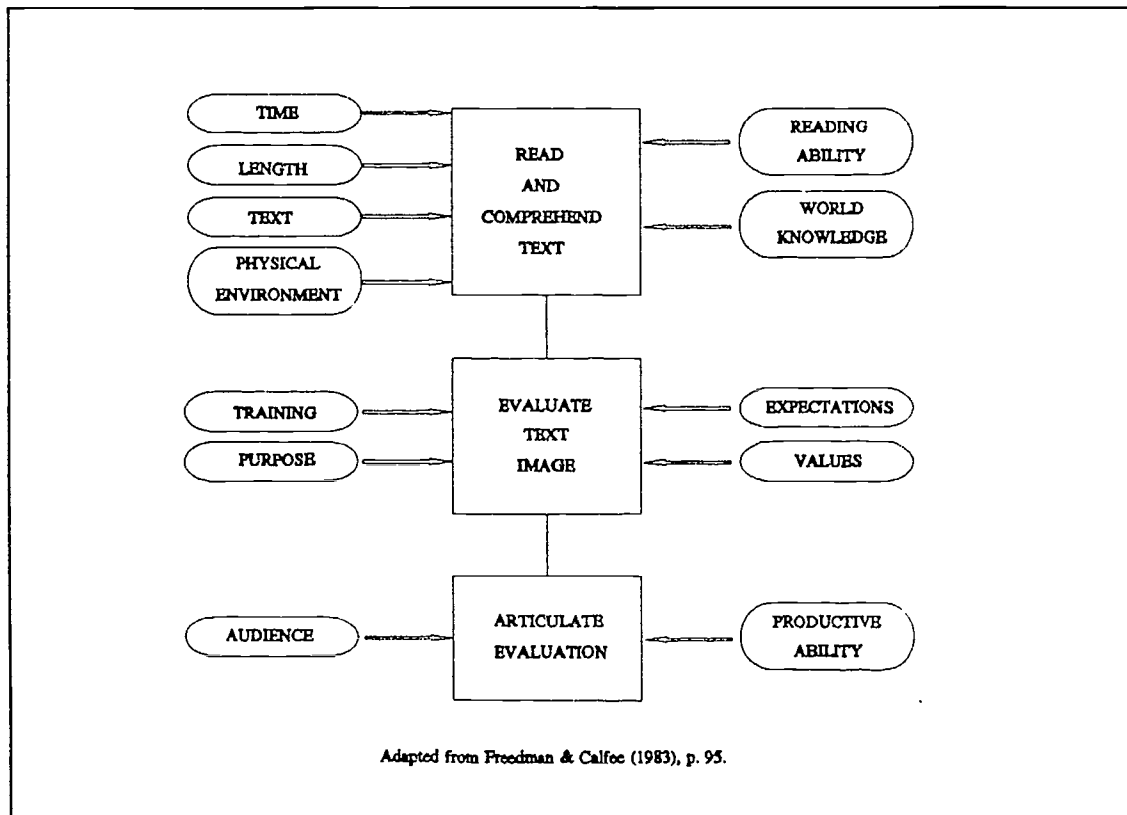 TIME
LENGTH
TEXT
PHYSICAL
ENVIRONMENT
READ
AND
COMPREHEND
TEXT
READING
ABILITY
WORLD
KNOWLEDGE
TRAINING
PURPOSE
EVALUATE
TEXT
IMAGE
EXPECTATIONS
VALUES
AUDIENCE
ARTICULATE
EVALUATION
PRODUCTIVE
ABILITY
Adapted from Freedman & Calfee (1983), p. 95.